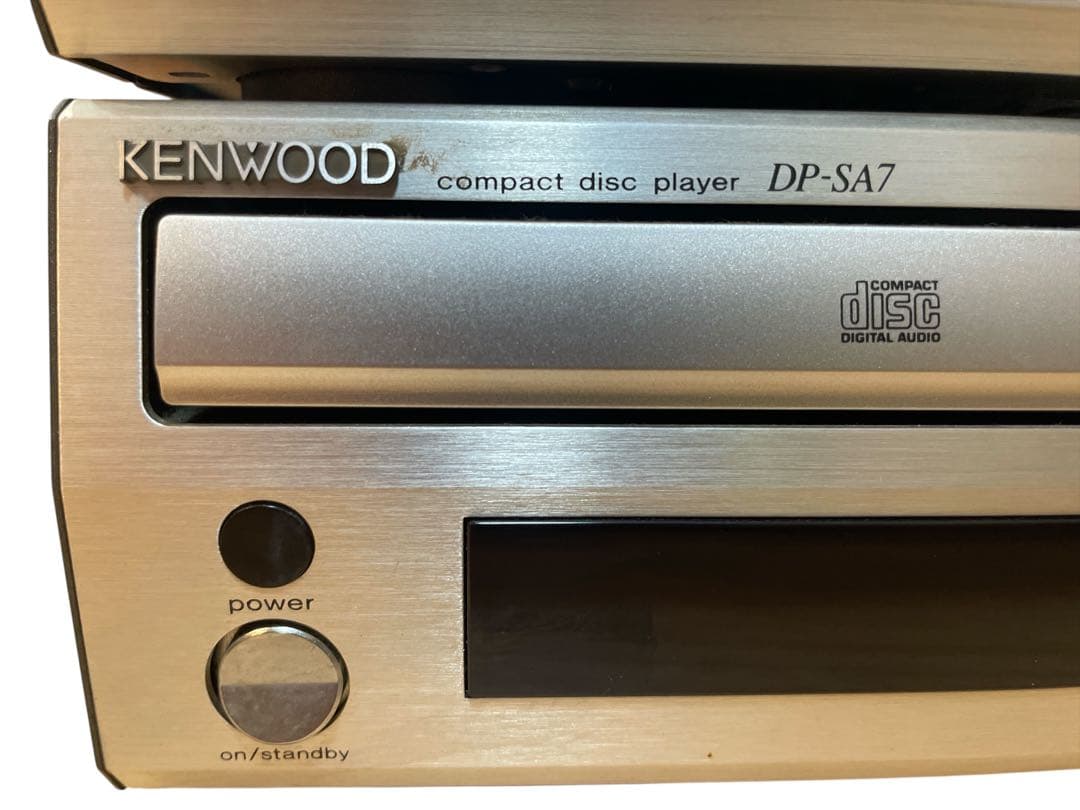 KENWOOD compact disc player DP-SA7
COMPACT
disc
DIGITAL AUDIO
power
on/standby